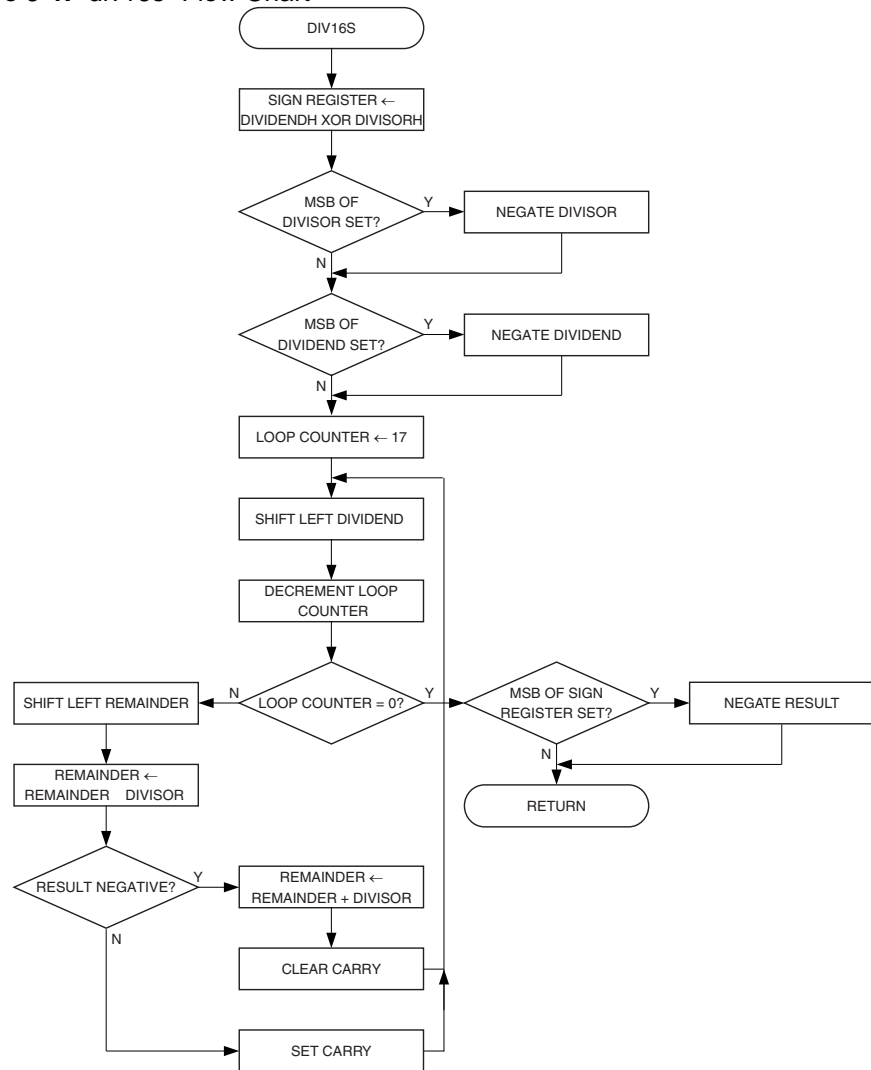 Flow Chart
DIV16S
SIGN REGISTER ←
DIVIDENDH XOR DIVISORH
MSB OF
DIVISOR SET?
Y
NEGATE DIVISOR
N
MSB OF
DIVIDEND SET?
Y
NEGATE DIVIDEND
N
LOOP COUNTER ← 17
SHIFT LEFT DIVIDEND
DECREMENT LOOP
COUNTER
SHIFT LEFT REMAINDER
N
LOOP COUNTER = 0?
Y
MSB OF SIGN
REGISTER SET?
Y
NEGATE RESULT
N
REMAINDER ←
REMAINDER DIVISOR
RETURN
RESULT NEGATIVE?
Y
REMAINDER ←
REMAINDER + DIVISOR
N
CLEAR CARRY
SET CARRY